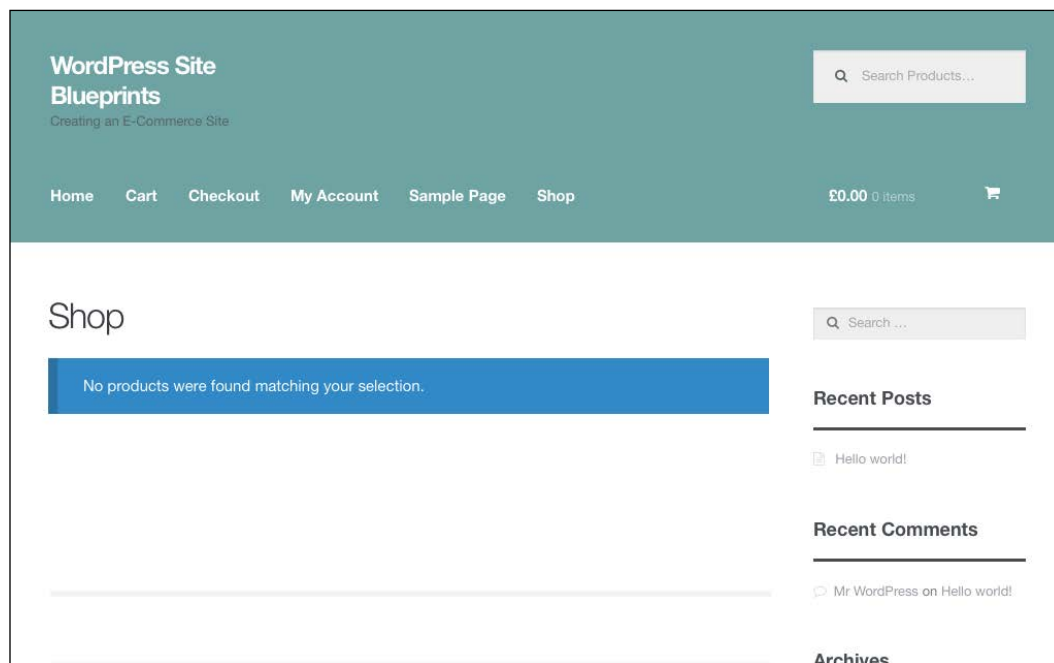 WordPress Site
Blueprints
Creating an E-Commerce Site
Search Products...
Home Cart Checkout My Account Sample Page Shop
£0.00 0 items
Shop
No products were found matching your selection.
Search ...
Recent Posts
Hello world!
Recent Comments
Mr WordPress on Hello world!
Archives